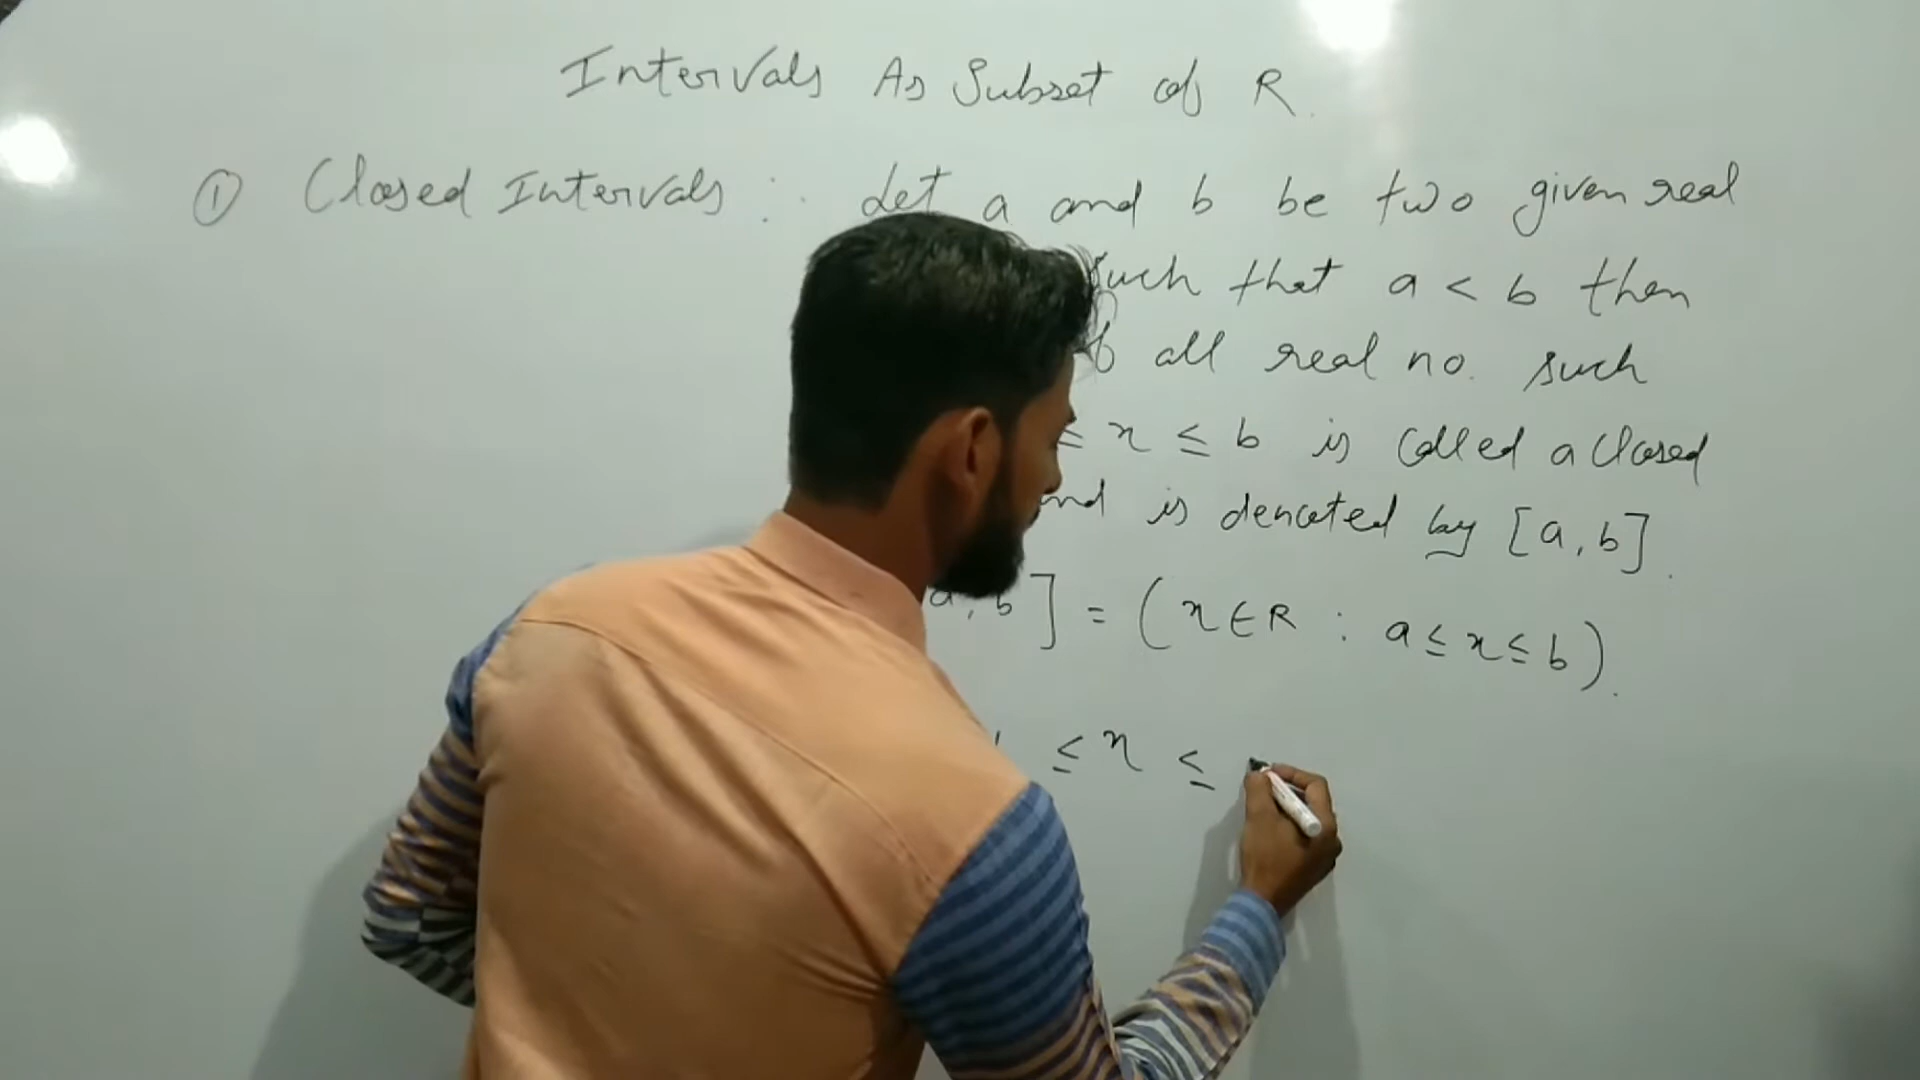 Intervals As Subset of R.
① Closed Intervals : Let a and b be two given real
such that a < b then
all real no. such
≤ x ≤ b is called a closed
is denoted by [a, b].
a, b] = (x ∈ R : a ≤ x ≤ b).
≤ x ≤